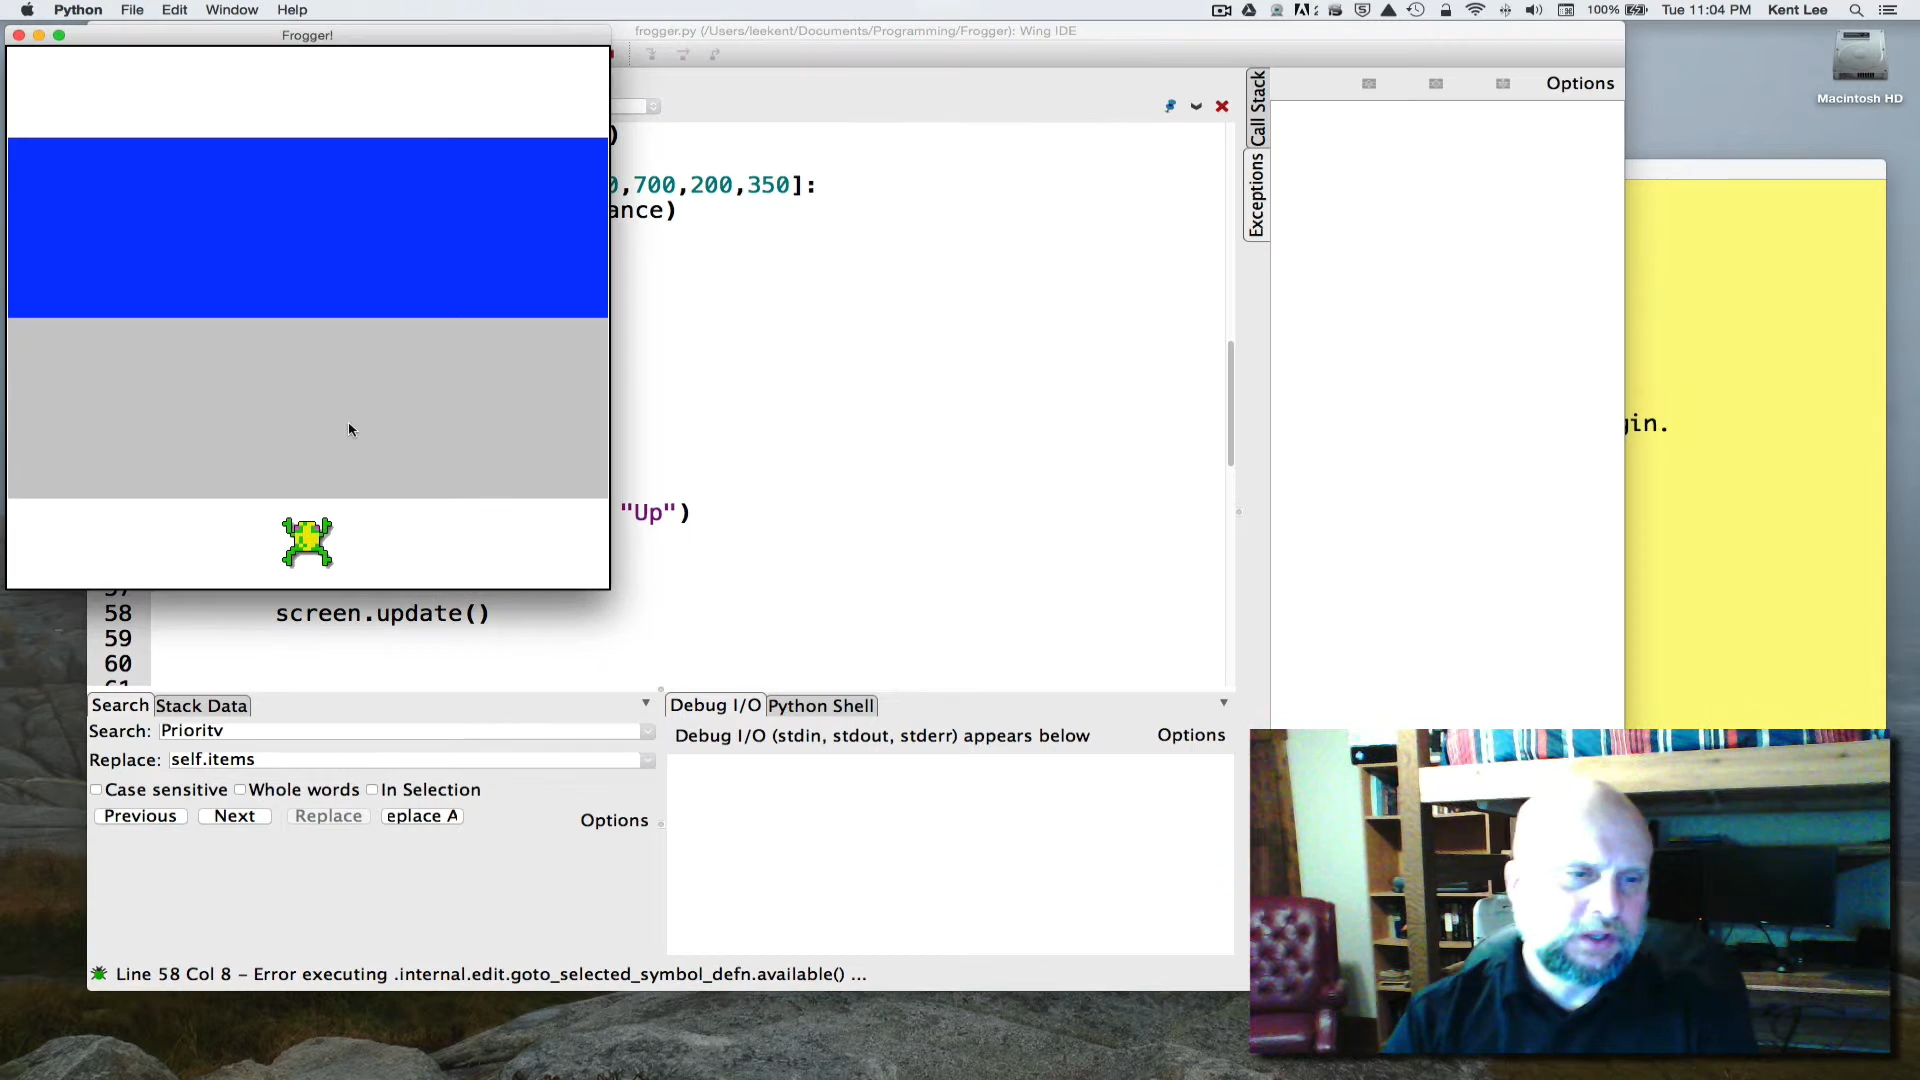 Python File Edit Window Help
100% Tue 11:04 PM Kent Lee
Frogger!
frogger.py (/Users/leekent/Documents/Programming/Frogger): Wing IDE
Options
Macintosh HD
Call Stack
Exceptions
)
,700,200,350]:
ance)
"Up")
gin.
58 screen.update()
59
60
Search Stack Data
Debug I/O Python Shell
Search: Priority
Debug I/O (stdin, stdout, stderr) appears below Options
Replace: self.items
Case sensitive Whole words In Selection
Previous Next Replace eplace A
Options
Line 58 Col 8 – Error executing .internal.edit.goto_selected_symbol_defn.available() ...